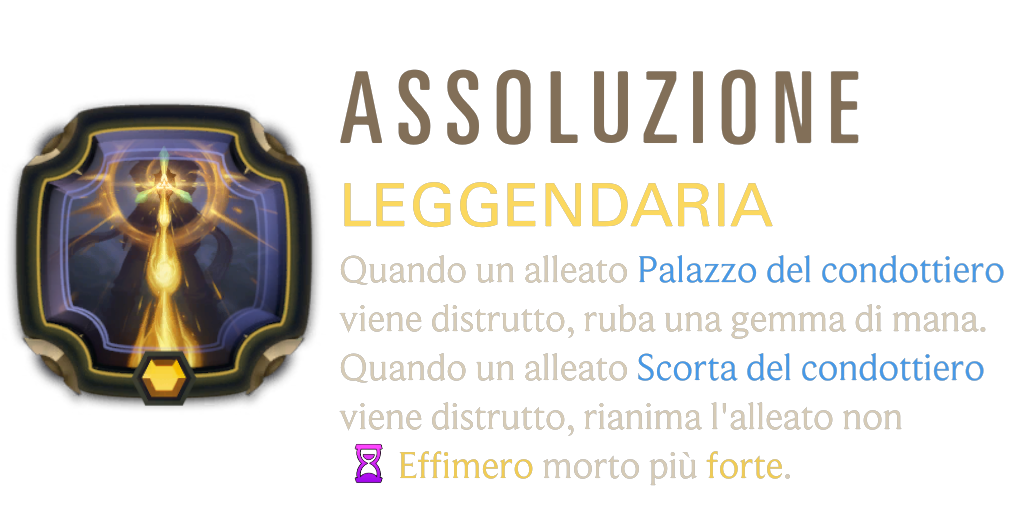 ASSOLUZIONE
LEGGENDARIA
Quando un alleato Palazzo del condottiero
viene distrutto, ruba una gemma di mana.
Quando un alleato Scorta del condottiero
viene distrutto, rianima l'alleato non
Effimero morto più forte.